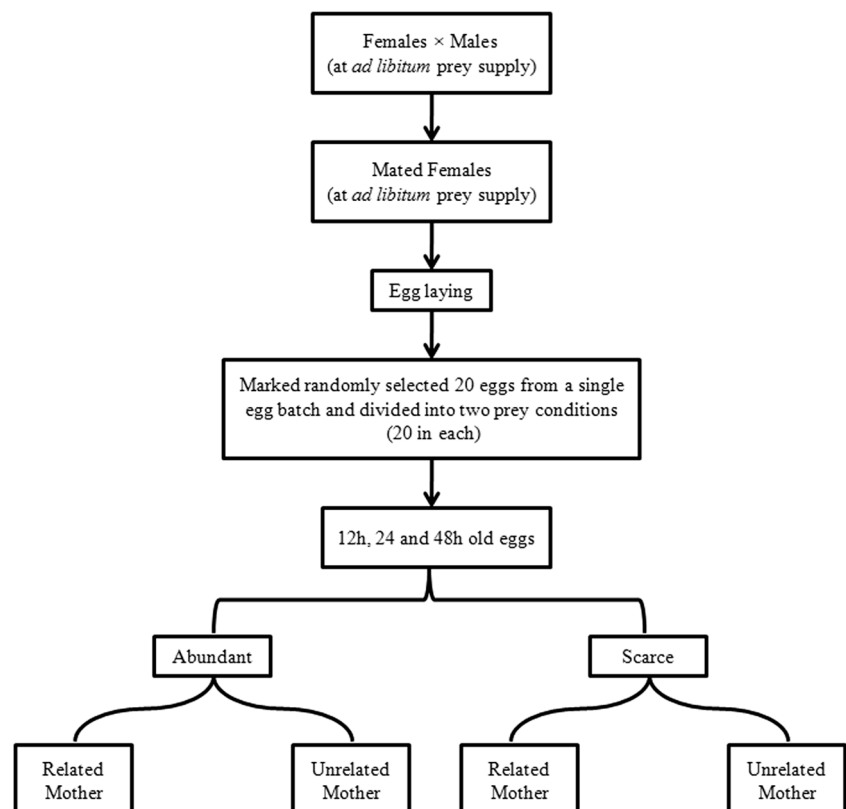 Females × Males
(at ad libitum prey supply)
Mated Females
(at ad libitum prey supply)
Egg laying
Marked randomly selected 20 eggs from a single
egg batch and divided into two prey conditions
(20 in each)
12h, 24 and 48h old eggs
Abundant
Scarce
Related
Mother
Unrelated
Mother
Related
Mother
Unrelated
Mother